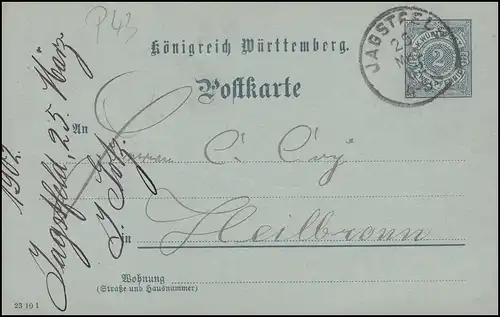 P43
Königreich Württemberg.
Postkarte
JAGSTFELD
2
An
Herrn C.
in Heilbronn
Wohnung
(Straße und Hausnummer)
23 10 1
1902.
Jagstfeld 25. März